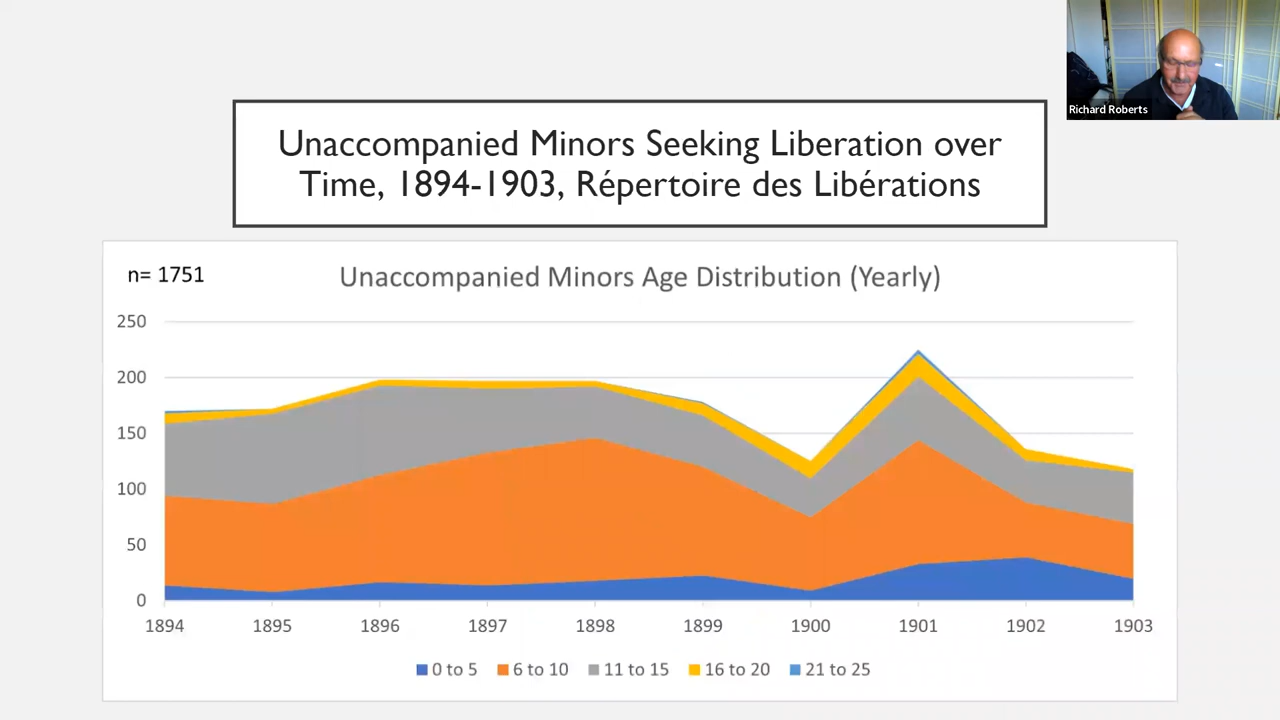 Richard Roberts
Unaccompanied Minors Seeking Liberation over
Time, 1894-1903, Répertoire des Libérations
n= 1751
Unaccompanied Minors Age Distribution (Yearly)
250
200
150
100
50
0
1894 1895 1896 1897 1898 1899 1900 1901 1902 1903
0 to 5 6 to 10 11 to 15 16 to 20 21 to 25